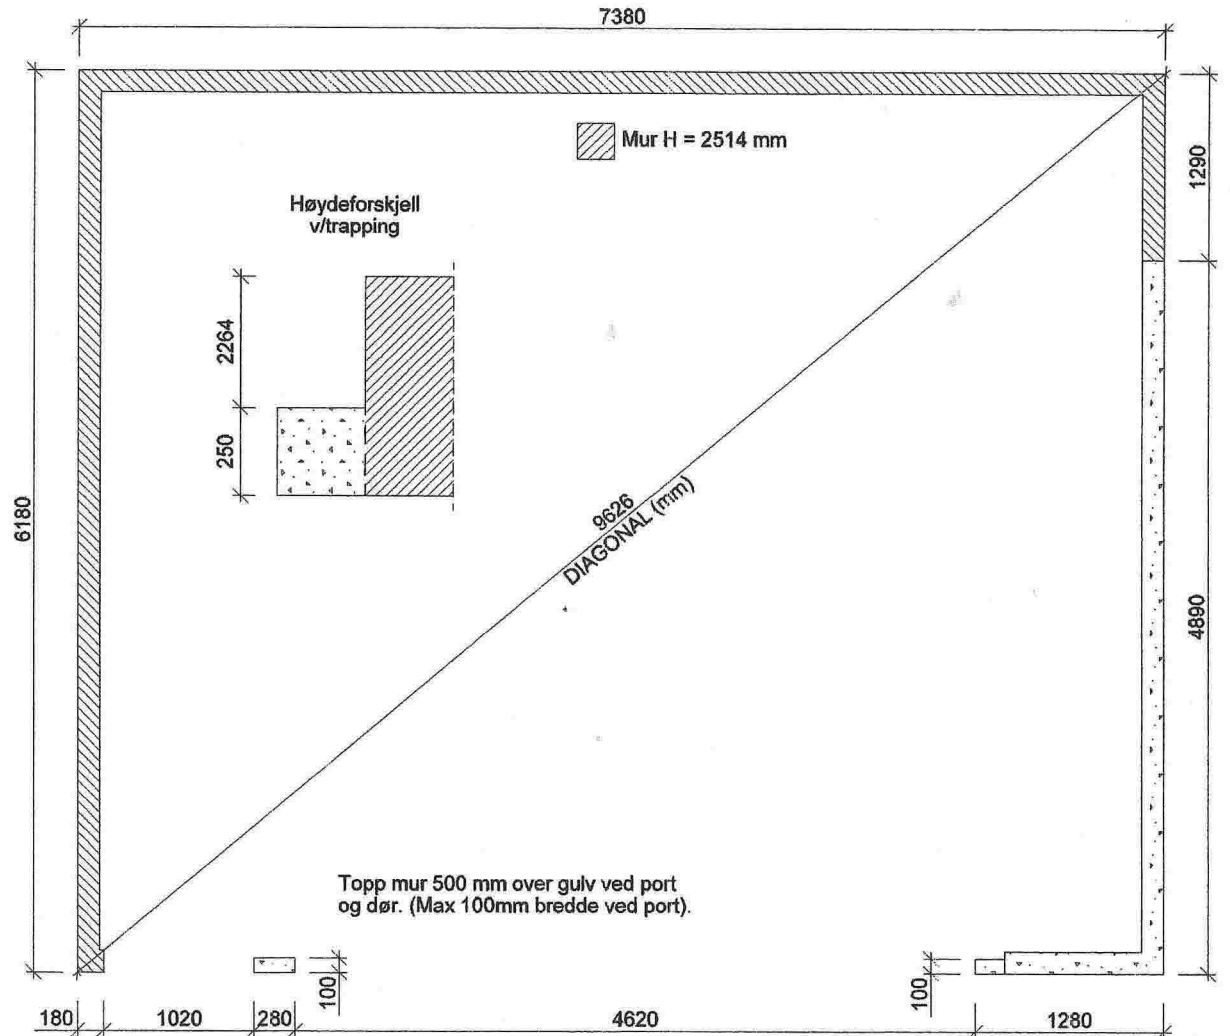 7380
Mur H = 2514 mm
1290
Høydeforskjell
v/trapping
2264
250
6180
9626
DIAGONAL (mm)
4890
Topp mur 500 mm over gulv ved port
og dør. (Max 100mm bredde ved port).
100
100
180
1020
280
4620
1280